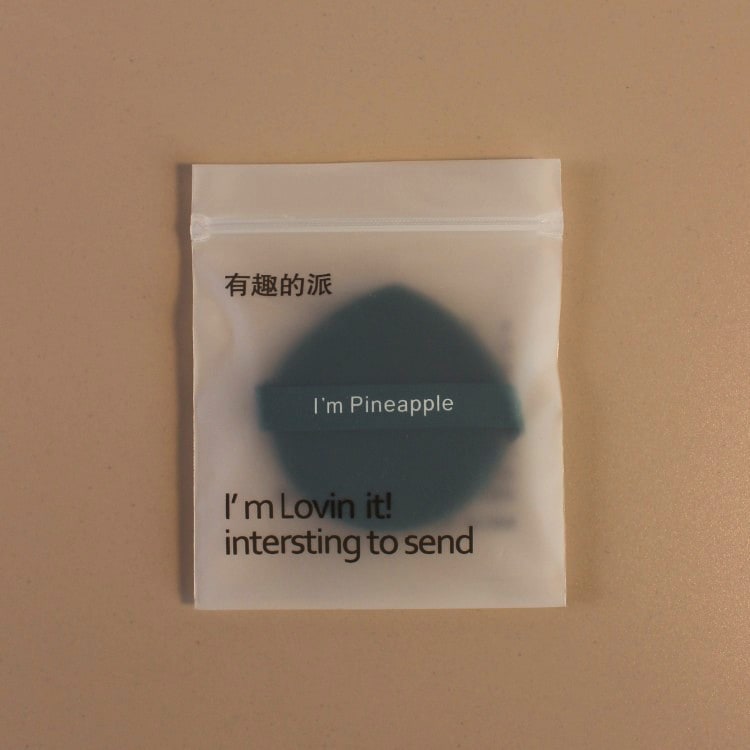 有趣的派
I'm Pineapple
I'm Lovin it!
intersting to send